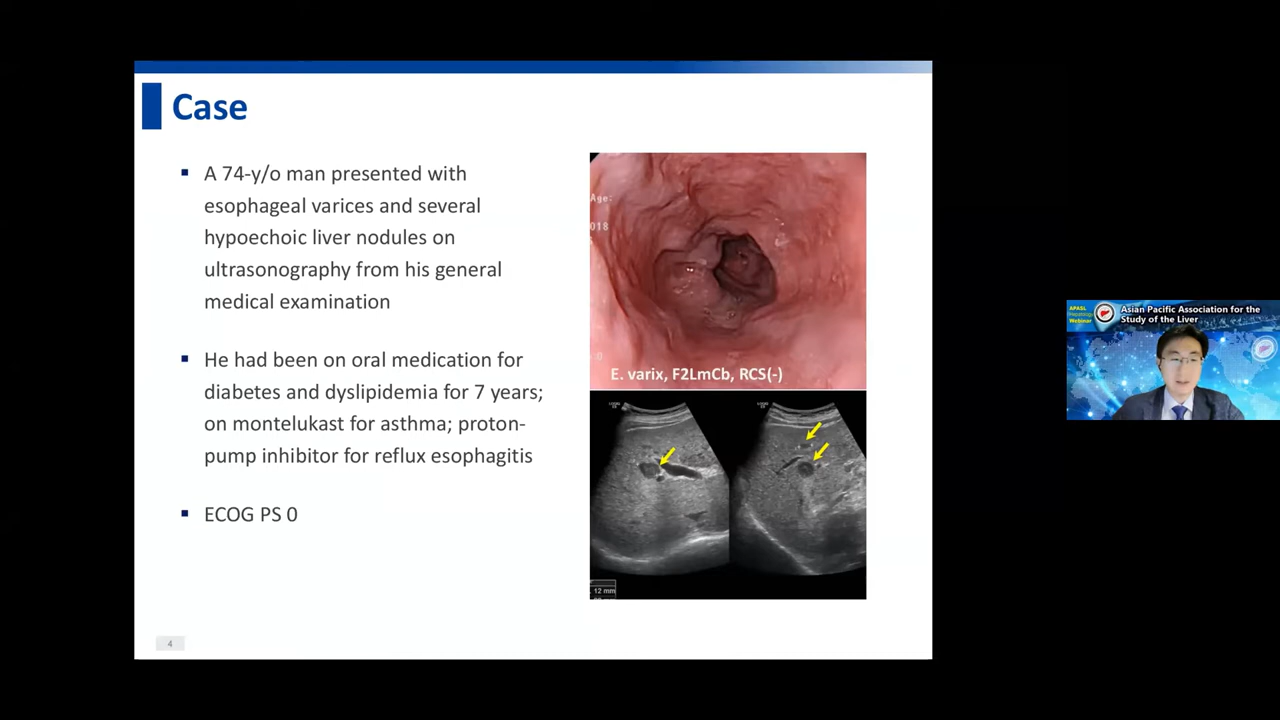 Case
A 74-y/o man presented with
esophageal varices and several
hypoechoic liver nodules on
ultrasonography from his general
medical examination
He had been on oral medication for
diabetes and dyslipidemia for 7 years;
on montelukast for asthma; proton-
pump inhibitor for reflux esophagitis
ECOG PS 0
Age:
018
E. varix, F2LmCb, RCS(-)
12 mm
4
APASL
Hepatology
Webinar
Asian Pacific Association for the
Study of the Liver